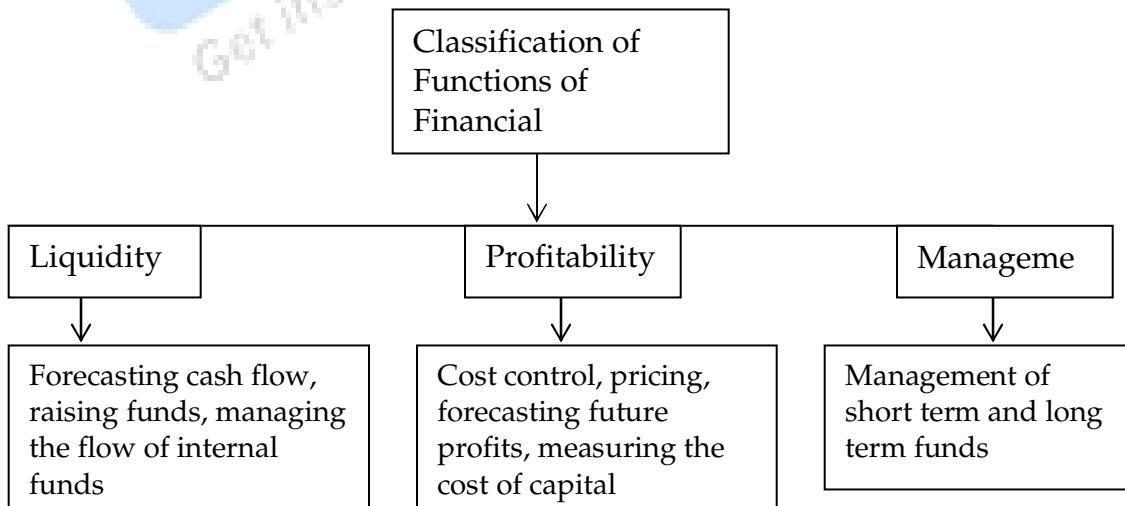 Get ins
Classification of
Functions of
Financial
Liquidity
Profitability
Manageme
Forecasting cash flow,
raising funds, managing
the flow of internal
funds
Cost control, pricing,
forecasting future
profits, measuring the
cost of capital
Management of
short term and long
term funds